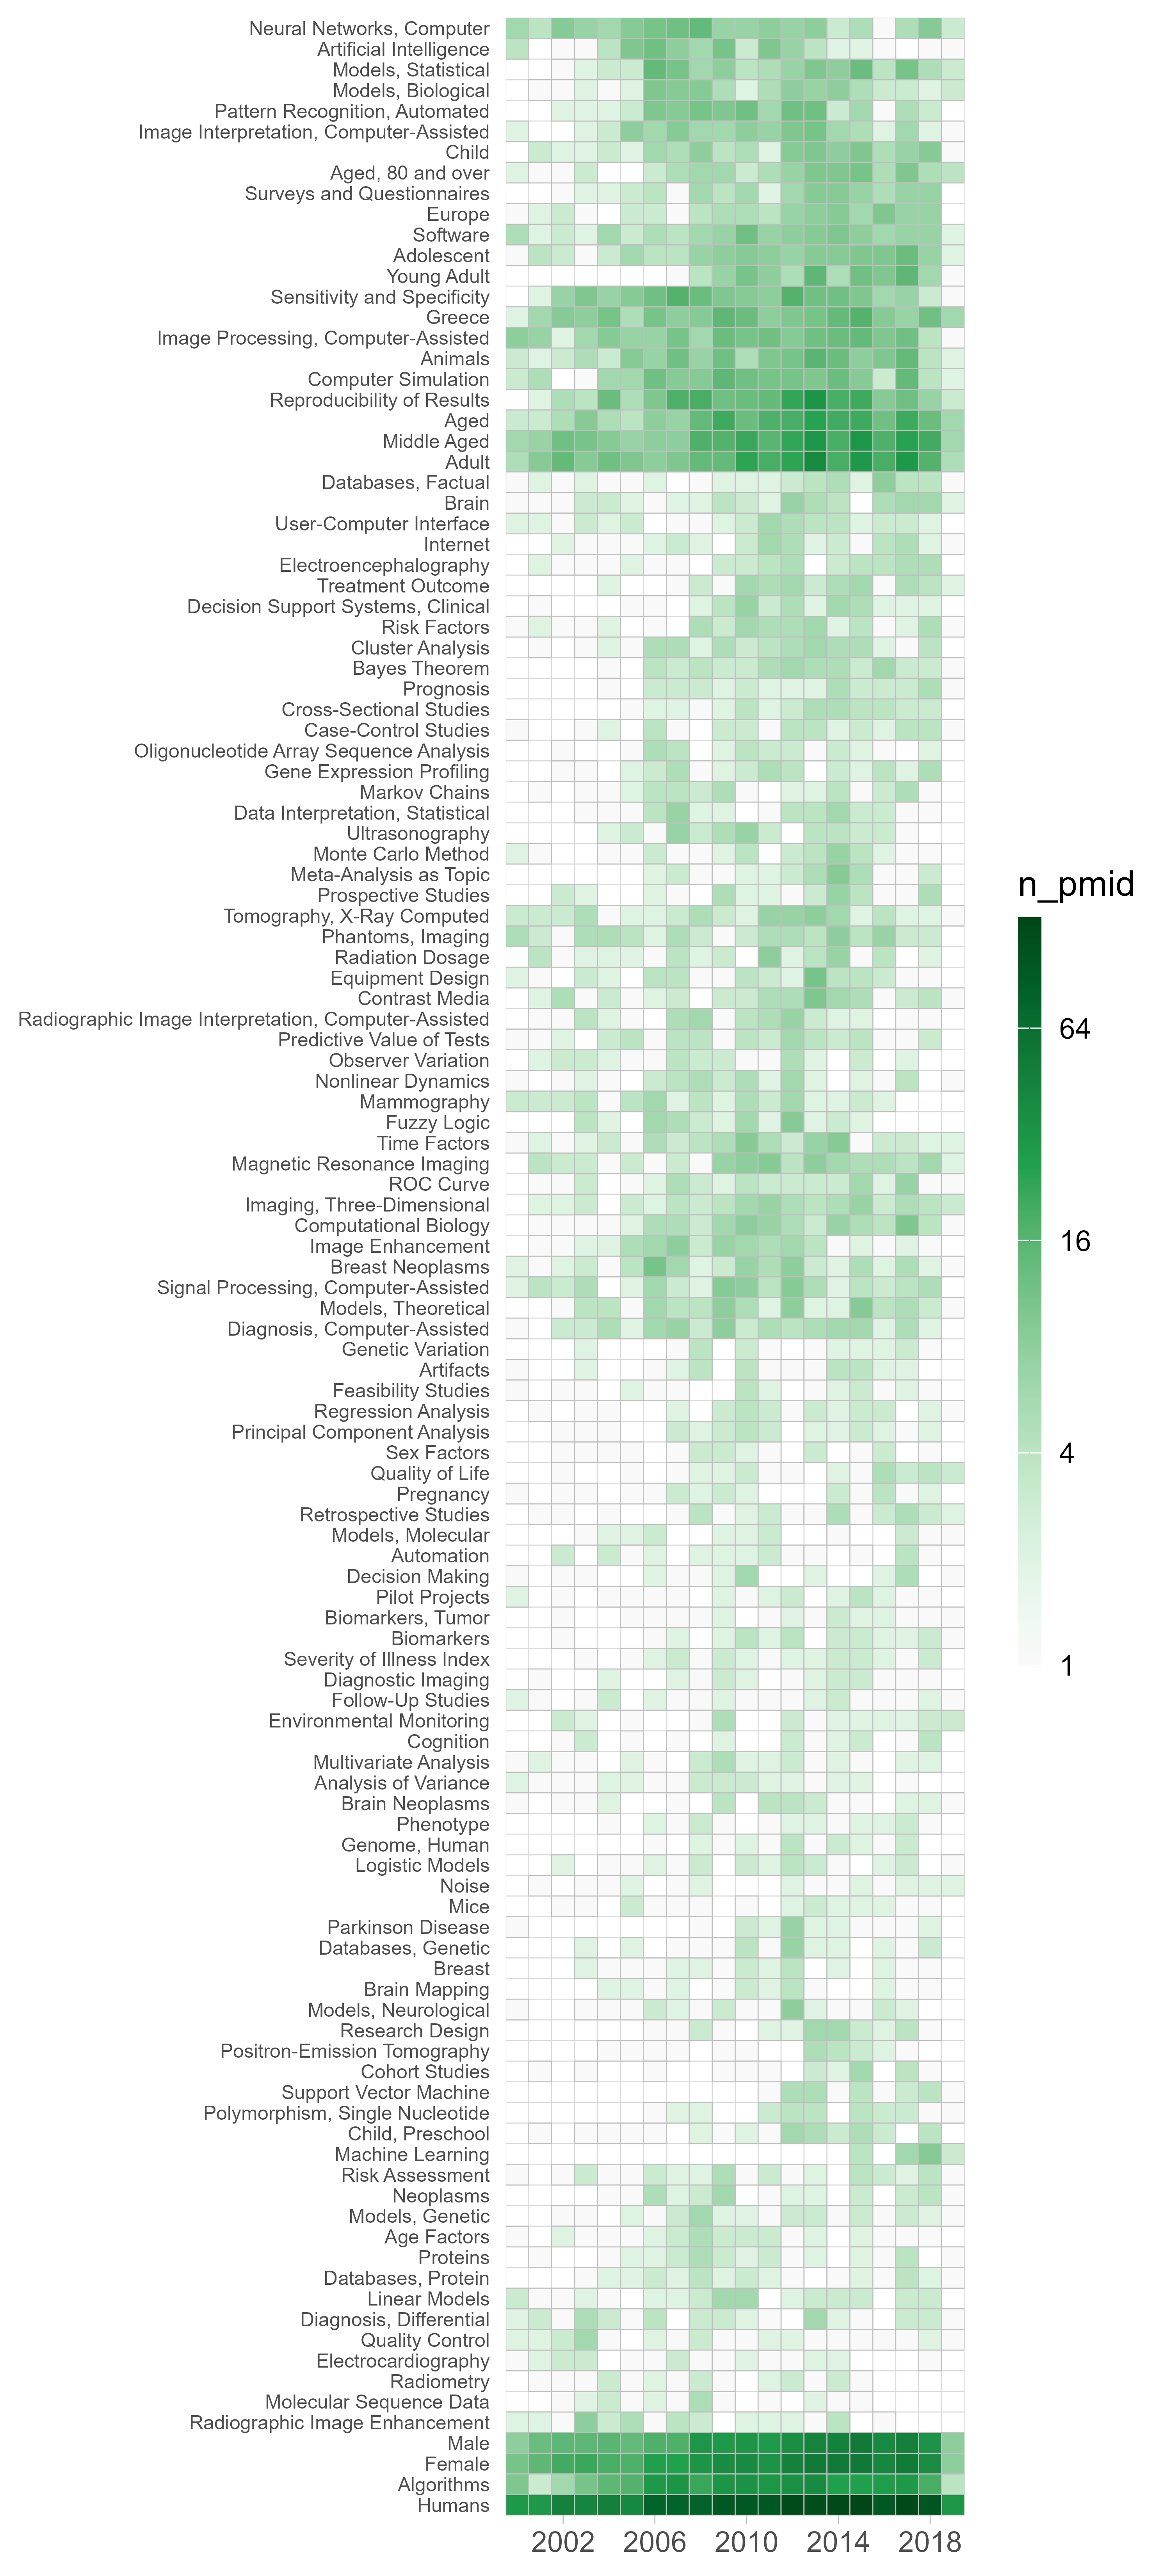 Neural Networks, Computer
Artificial Intelligence
Models, Statistical
Models, Biological
Pattern Recognition, Automated
Image Interpretation, Computer-Assisted
Child
Aged, 80 and over
Surveys and Questionnaires
Europe
Software
Adolescent
Young Adult
Sensitivity and Specificity
Greece
Image Processing, Computer-Assisted
Animals
Computer Simulation
Reproducibility of Results
Aged
Middle Aged
Adult
Databases, Factual
Brain
User-Computer Interface
Internet
Electroencephalography
Treatment Outcome
Decision Support Systems, Clinical
Risk Factors
Cluster Analysis
Bayes Theorem
Prognosis
Cross-Sectional Studies
Case-Control Studies
Oligonucleotide Array Sequence Analysis
Gene Expression Profiling
Markov Chains
Data Interpretation, Statistical
Ultrasonography
Monte Carlo Method
Meta-Analysis as Topic
Prospective Studies
Tomography, X-Ray Computed
Phantoms, Imaging
Radiation Dosage
Equipment Design
Contrast Media
Radiographic Image Interpretation, Computer-Assisted
Predictive Value of Tests
Observer Variation
Nonlinear Dynamics
Mammography
Fuzzy Logic
Time Factors
Magnetic Resonance Imaging
ROC Curve
Imaging, Three-Dimensional
Computational Biology
Image Enhancement
Breast Neoplasms
Signal Processing, Computer-Assisted
Models, Theoretical
Diagnosis, Computer-Assisted
Genetic Variation
Artifacts
Feasibility Studies
Regression Analysis
Principal Component Analysis
Sex Factors
Quality of Life
Pregnancy
Retrospective Studies
Models, Molecular
Automation
Decision Making
Pilot Projects
Biomarkers, Tumor
Biomarkers
Severity of Illness Index
Diagnostic Imaging
Follow-Up Studies
Environmental Monitoring
Cognition
Multivariate Analysis
Analysis of Variance
Brain Neoplasms
Phenotype
Genome, Human
Logistic Models
Noise
Mice
Parkinson Disease
Databases, Genetic
Breast
Brain Mapping
Models, Neurological
Research Design
Positron-Emission Tomography
Cohort Studies
Support Vector Machine
Polymorphism, Single Nucleotide
Child, Preschool
Machine Learning
Risk Assessment
Neoplasms
Models, Genetic
Age Factors
Proteins
Databases, Protein
Linear Models
Diagnosis, Differential
Quality Control
Electrocardiography
Radiometry
Molecular Sequence Data
Radiographic Image Enhancement
Male
Female
Algorithms
Humans
2002 2006 2010 2014 2018
n_pmid
64
16
4
1